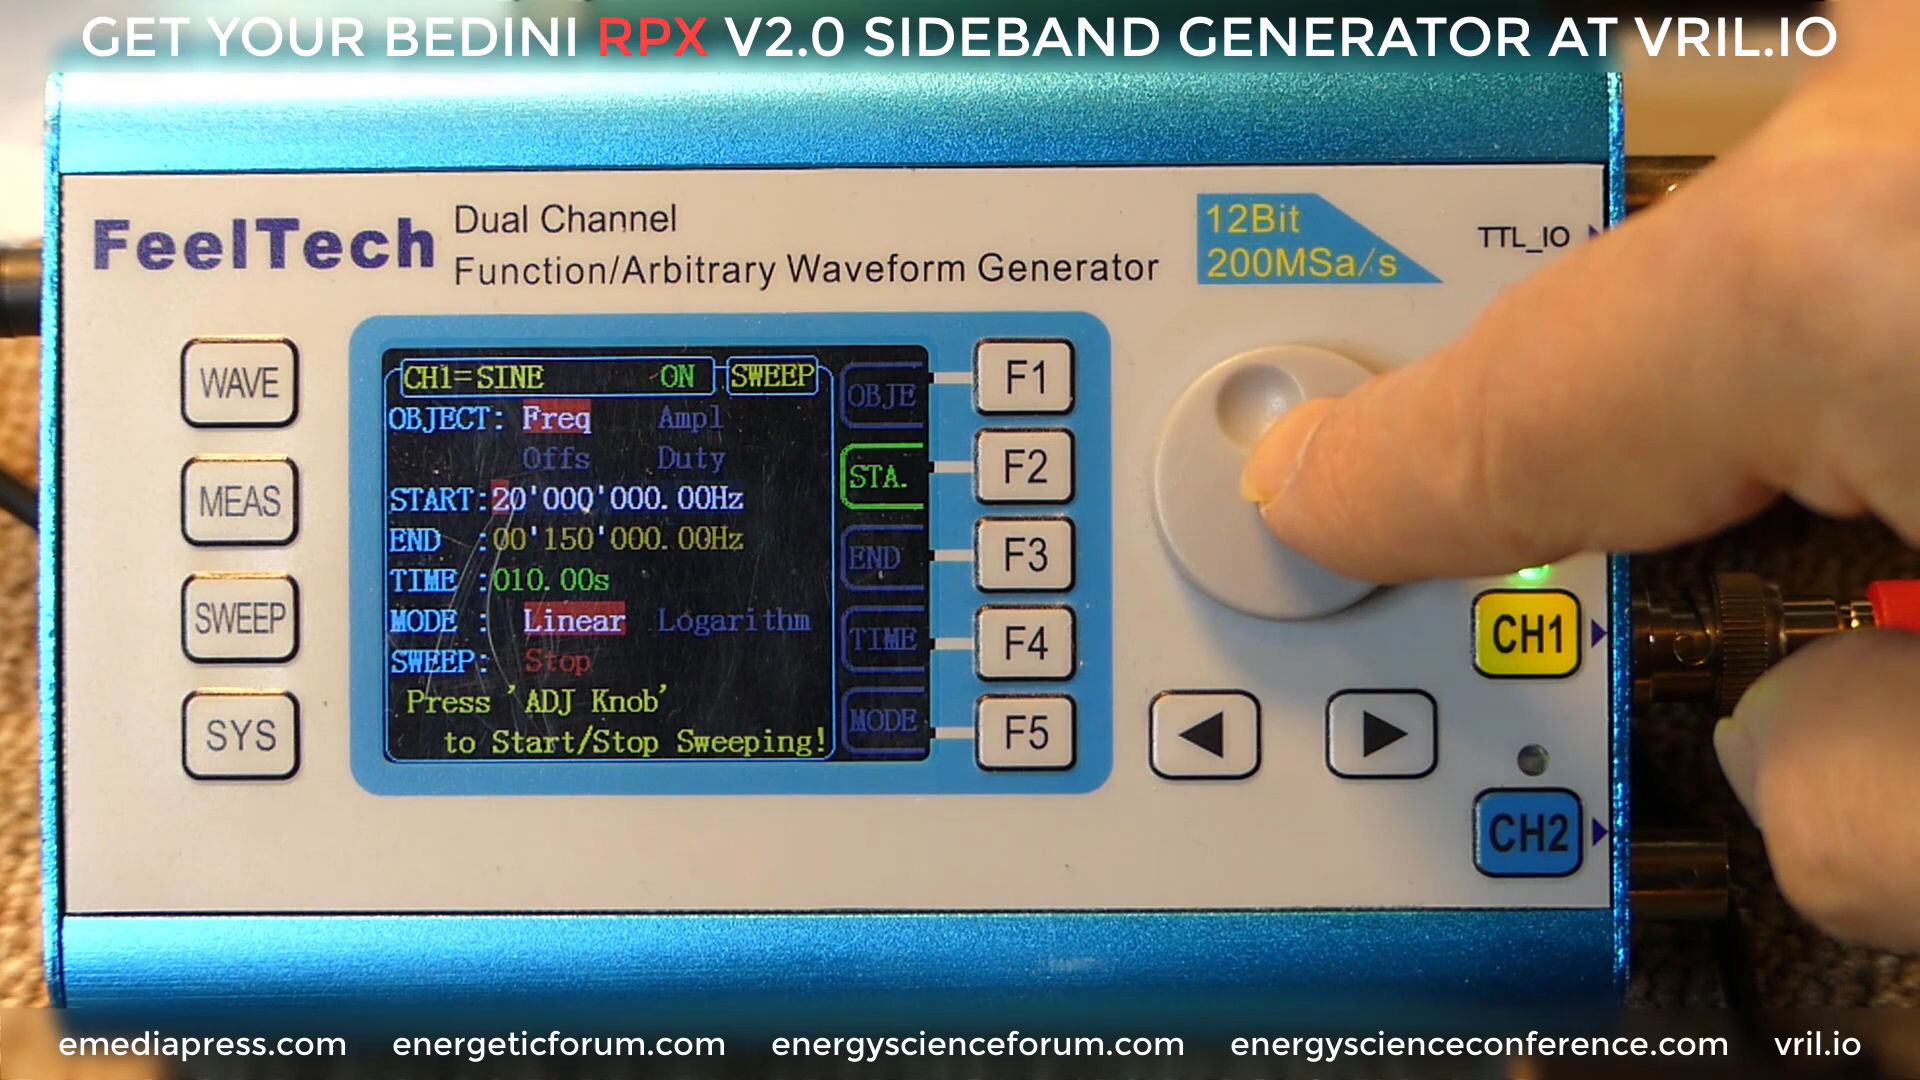 GET YOUR BEDINI RPX V2.0 SIDEBAND GENERATOR AT VRIL.IO
FeelTech
Dual Channel
Function/Arbitrary Waveform Generator
12Bit
200MSa/s
TTL_IO
WAVE
MEAS
SWEEP
SYS
CH1=SINE ON SWEEP
OBJECT: Freq Ampl
Offs Duty
START:20'000'000.00Hz
END :00'150'000.00Hz
TIME :010.00s
MODE : Linear Logarithm
SWEEP: Stop
Press 'ADJ Knob'
to Start/Stop Sweeping!
OBJE
STA.
END
TIME
MODE
F1
F2
F3
F4
F5
CH1
CH2
emediapress.com energeticforum.com energyscienceforum.com energyscienceconference.com vril.io